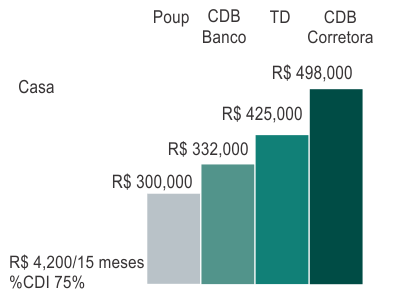 Poup CDB Banco TD CDB Corretora
Casa
R$ 498,000
R$ 425,000
R$ 332,000
R$ 300,000
R$ 4,200/15 meses
%CDI 75%